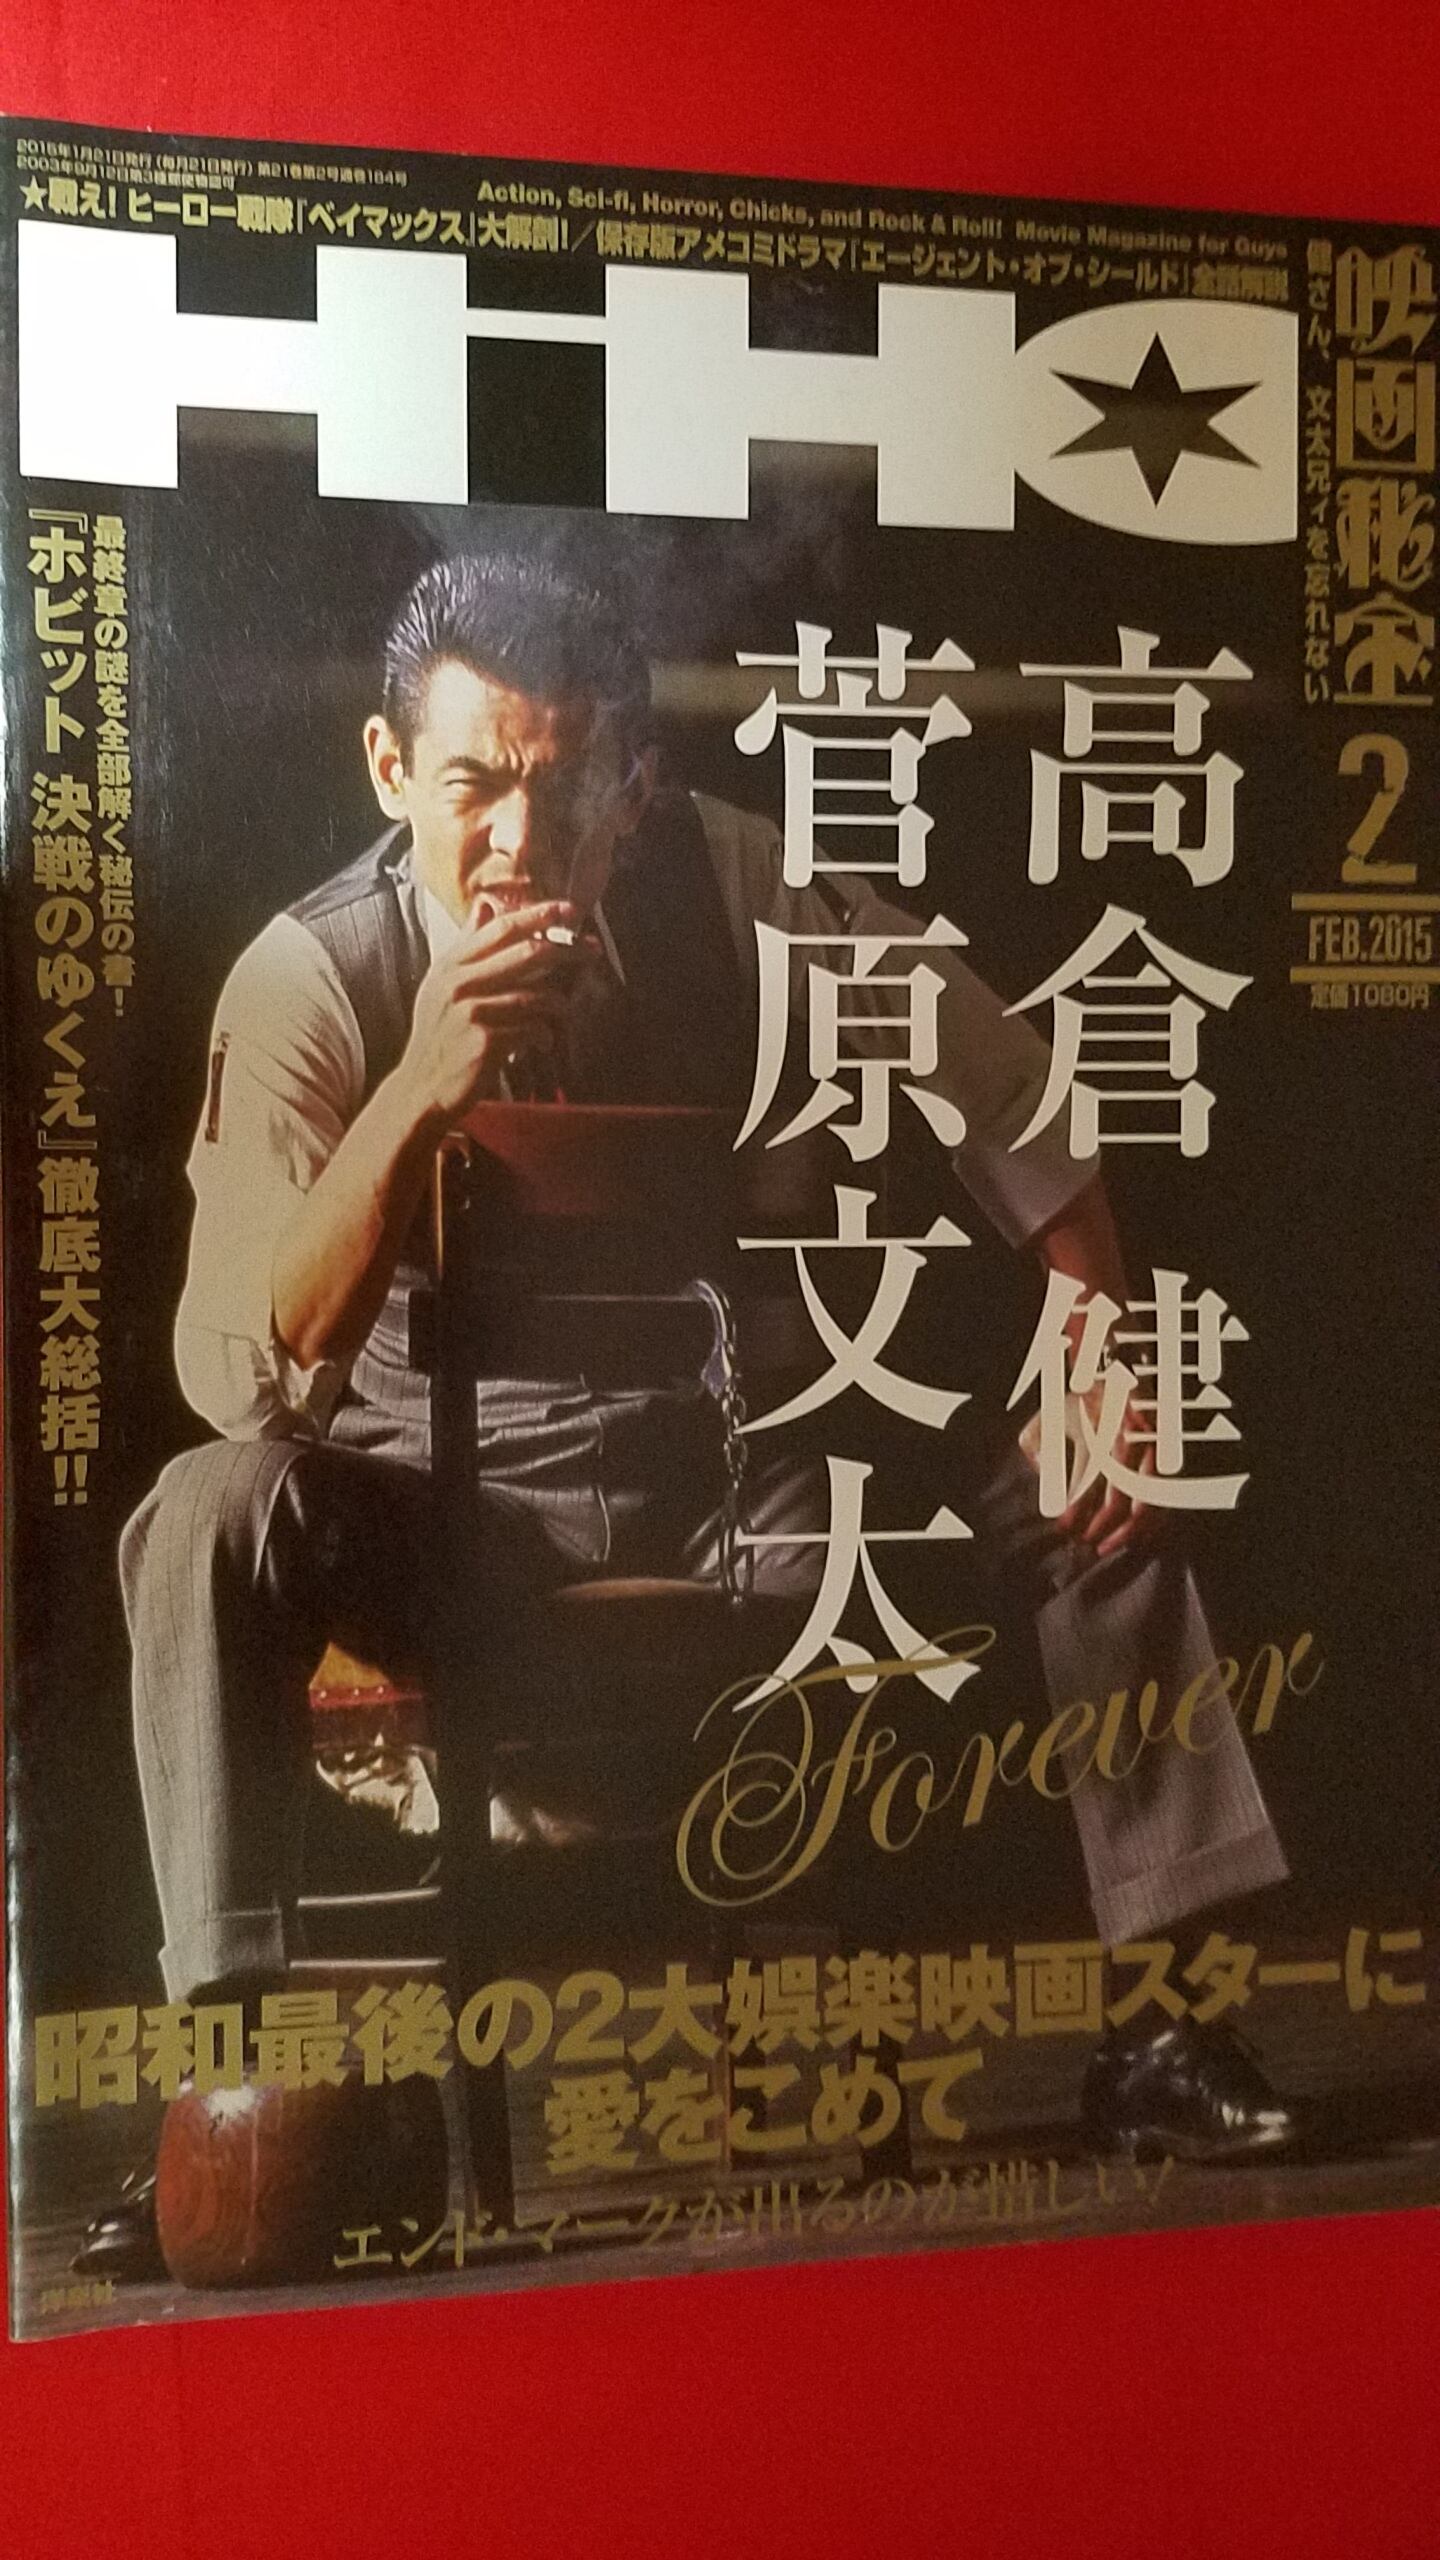 2015年1月21日発行(毎月21日発行)第21巻第2号通巻184号
2003年9月12日第3種郵便物認可
Action, Sci-fi, Horror, Chicks, and Rock & Roll! Movie Magazine for Guys
★戦え!ヒーロー戦隊『ベイマックス』大解剖!/保存版アメコミドラマ『エージェント・オブ・シールド』全話解説
HiHO
映画秘宝
健さん、文太兄ィを忘れない
2
FEB.2015
定価1080円
最終章の謎を全部解く秘伝の書!
『ホビット 決戦のゆくえ』徹底大総括!!
高倉 健
菅原文太
Forever
昭和最後の2大娯楽映画スターに
愛をこめて
エンド・マークが出るのが惜しい!
洋泉社